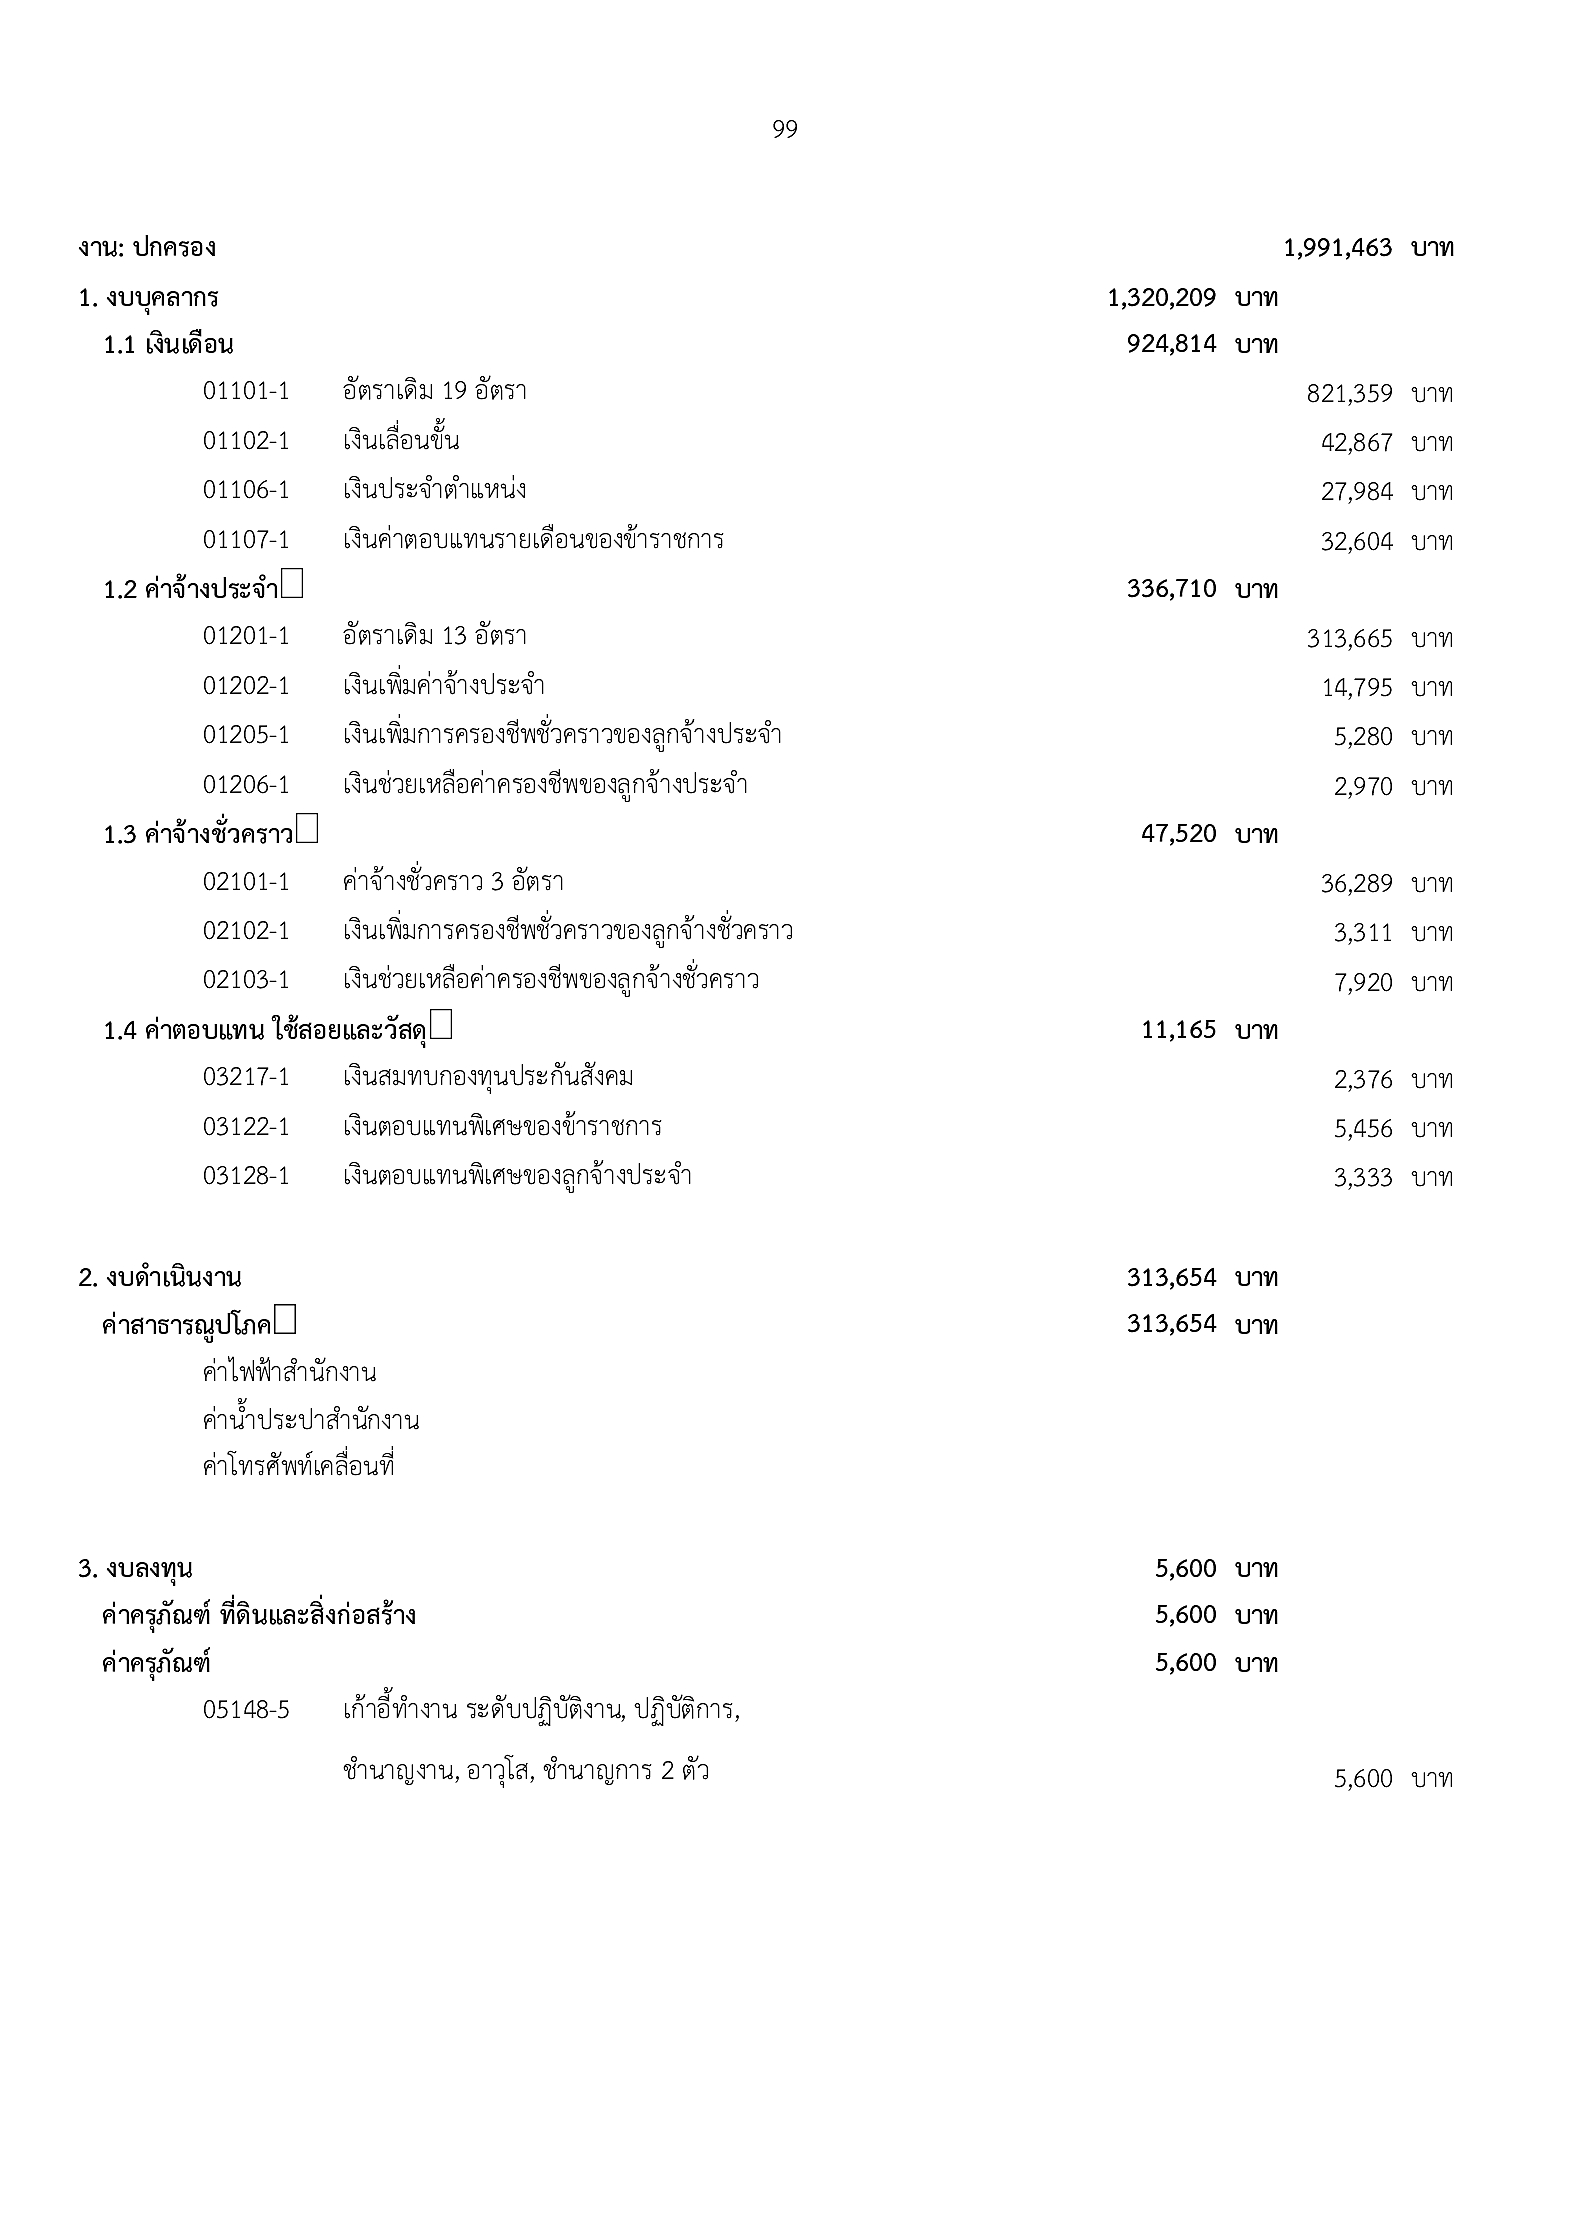 99
งาน: ปกครอง 1,991,463 บาท
1. งบบุคลากร 1,320,209 บาท
1.1 เงินเดือน 924,814 บาท
01101-1 อัตราเดิม 19 อัตรา 821,359 บาท
01102-1 เงินเลื่อนขั้น 42,867 บาท
01106-1 เงินประจำตำแหน่ง 27,984 บาท
01107-1 เงินค่าตอบแทนรายเดือนของข้าราชการ 32,604 บาท
1.2 ค่าจ้างประจำ 336,710 บาท
01201-1 อัตราเดิม 13 อัตรา 313,665 บาท
01202-1 เงินเพิ่มค่าจ้างประจำ 14,795 บาท
01205-1 เงินเพิ่มการครองชีพชั่วคราวของลูกจ้างประจำ 5,280 บาท
01206-1 เงินช่วยเหลือค่าครองชีพของลูกจ้างประจำ 2,970 บาท
1.3 ค่าจ้างชั่วคราว 47,520 บาท
02101-1 ค่าจ้างชั่วคราว 3 อัตรา 36,289 บาท
02102-1 เงินเพิ่มการครองชีพชั่วคราวของลูกจ้างชั่วคราว 3,311 บาท
02103-1 เงินช่วยเหลือค่าครองชีพของลูกจ้างชั่วคราว 7,920 บาท
1.4 ค่าตอบแทน ใช้สอยและวัสดุ 11,165 บาท
03217-1 เงินสมทบกองทุนประกันสังคม 2,376 บาท
03122-1 เงินตอบแทนพิเศษของข้าราชการ 5,456 บาท
03128-1 เงินตอบแทนพิเศษของลูกจ้างประจำ 3,333 บาท
2. งบดำเนินงาน 313,654 บาท
ค่าสาธารณูปโภค 313,654 บาท
ค่าไฟฟ้าสำนักงาน
ค่าน้ำประปาสำนักงาน
ค่าโทรศัพท์เคลื่อนที่
3. งบลงทุน 5,600 บาท
ค่าครุภัณฑ์ ที่ดินและสิ่งก่อสร้าง 5,600 บาท
ค่าครุภัณฑ์ 5,600 บาท
05148-5 เก้าอี้ทำงาน ระดับปฏิบัติงาน, ปฏิบัติการ,
ชำนาญงาน, อาวุโส, ชำนาญการ 2 ตัว 5,600 บาท